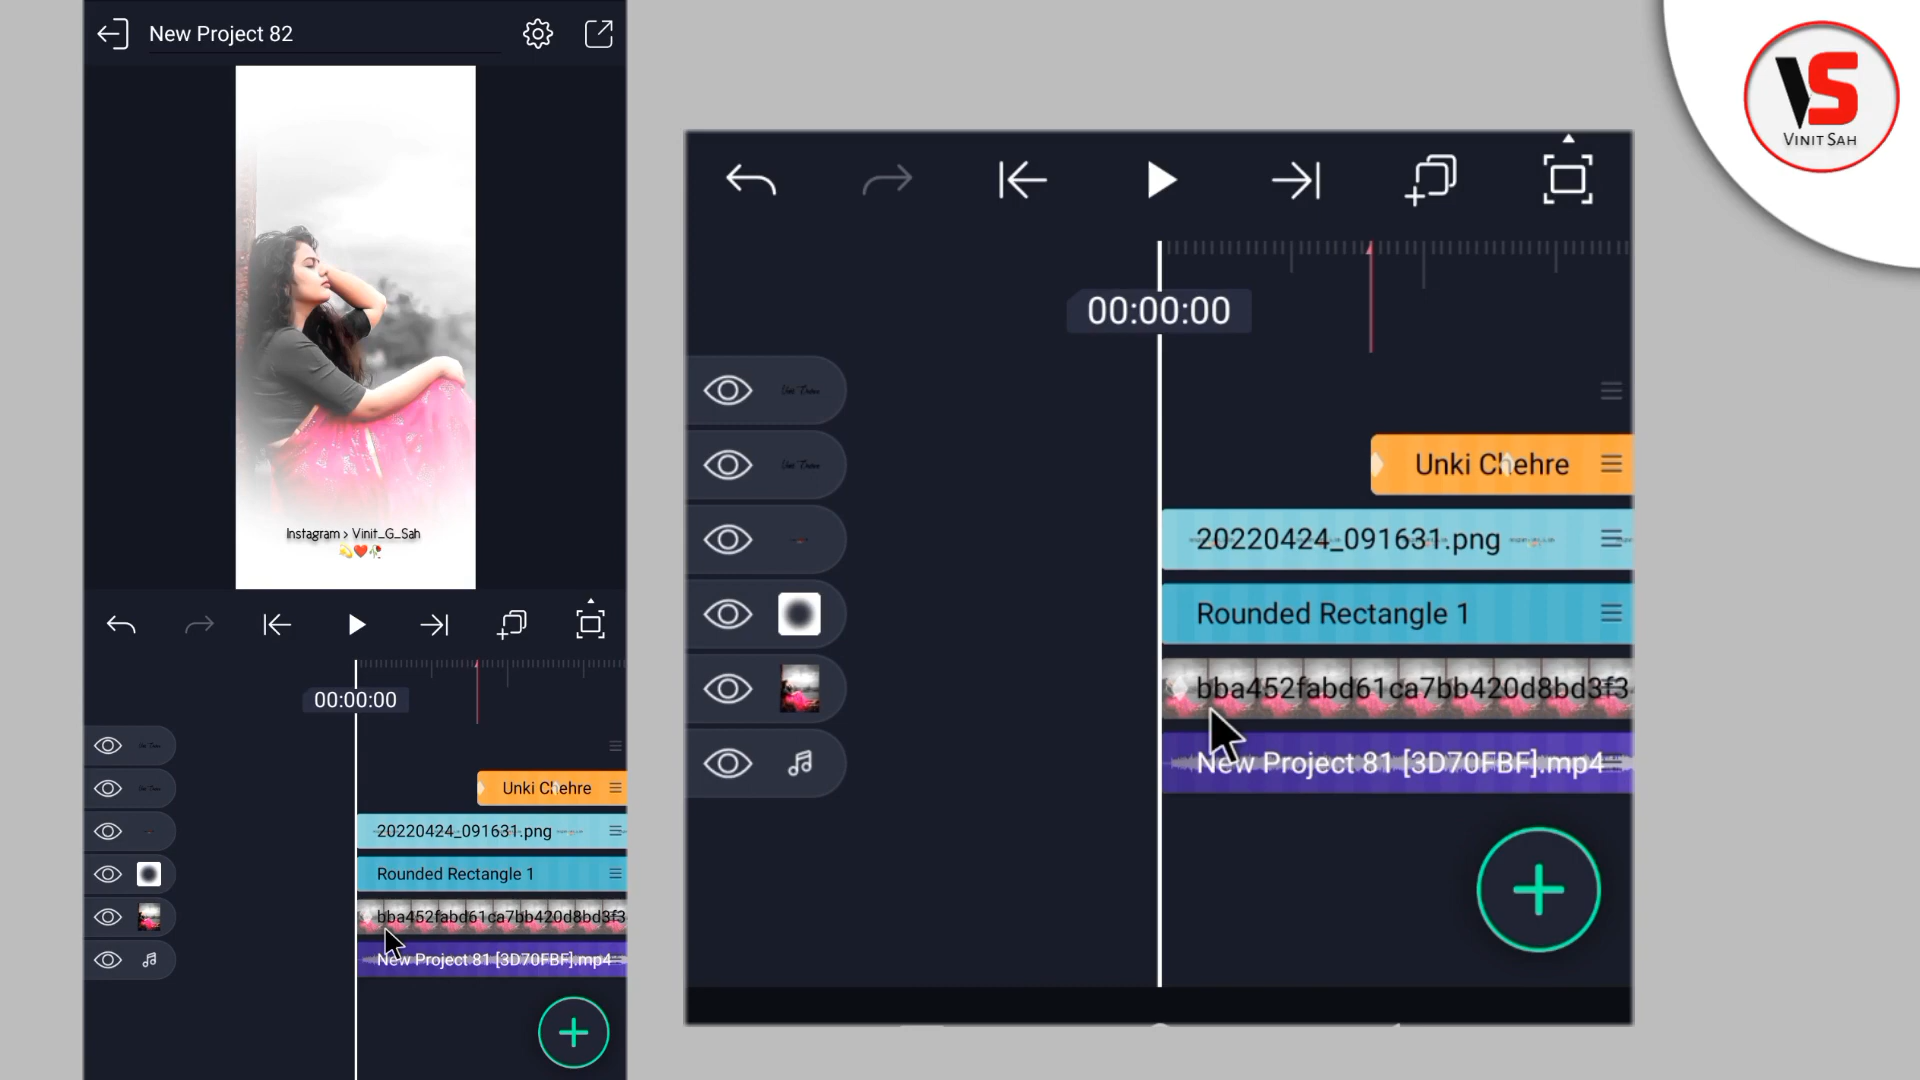 New Project 82
Instagram > Vinit_G_Sah
💫❤️🥀
00:00:00
Unki Chehre
20220424_091631.png
Rounded Rectangle 1
bba452fabd61ca7bb420d8bd3f3
New Project 81 [3D70FBF].mp4
00:00:00
Unki Chehre
20220424_091631.png
Rounded Rectangle 1
bba452fabd61ca7bb420d8bd3f3
New Project 81 [3D70FBF].mp4
VS
VINIT SAH